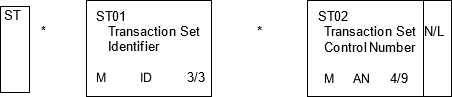 ST * ST01 * ST02
Transaction Set Transaction Set N/L
Identifier Control Number
M ID 3/3 M AN 4/9